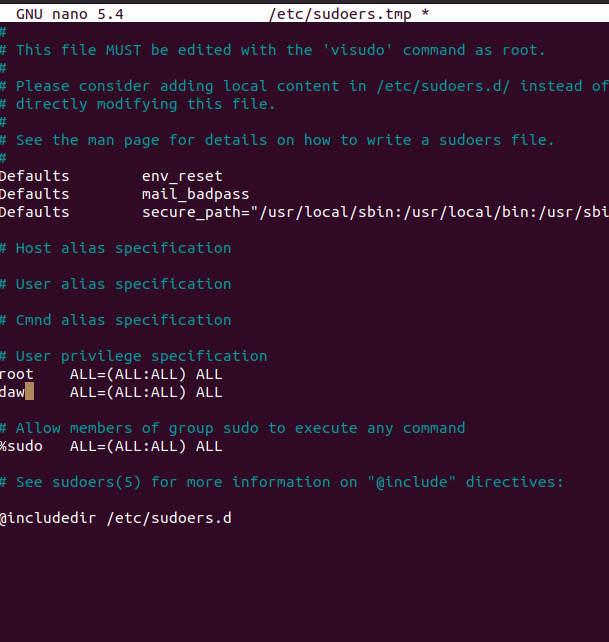 GNU nano 5.4 /etc/sudoers.tmp *
#
# This file MUST be edited with the 'visudo' command as root.
#
# Please consider adding local content in /etc/sudoers.d/ instead of
# directly modifying this file.
#
# See the man page for details on how to write a sudoers file.
#
Defaults env_reset
Defaults mail_badpass
Defaults secure_path="/usr/local/sbin:/usr/local/bin:/usr/sbi
# Host alias specification
# User alias specification
# Cmnd alias specification
# User privilege specification
root ALL=(ALL:ALL) ALL
daw ALL=(ALL:ALL) ALL
# Allow members of group sudo to execute any command
%sudo ALL=(ALL:ALL) ALL
# See sudoers(5) for more information on "@include" directives:
@includedir /etc/sudoers.d